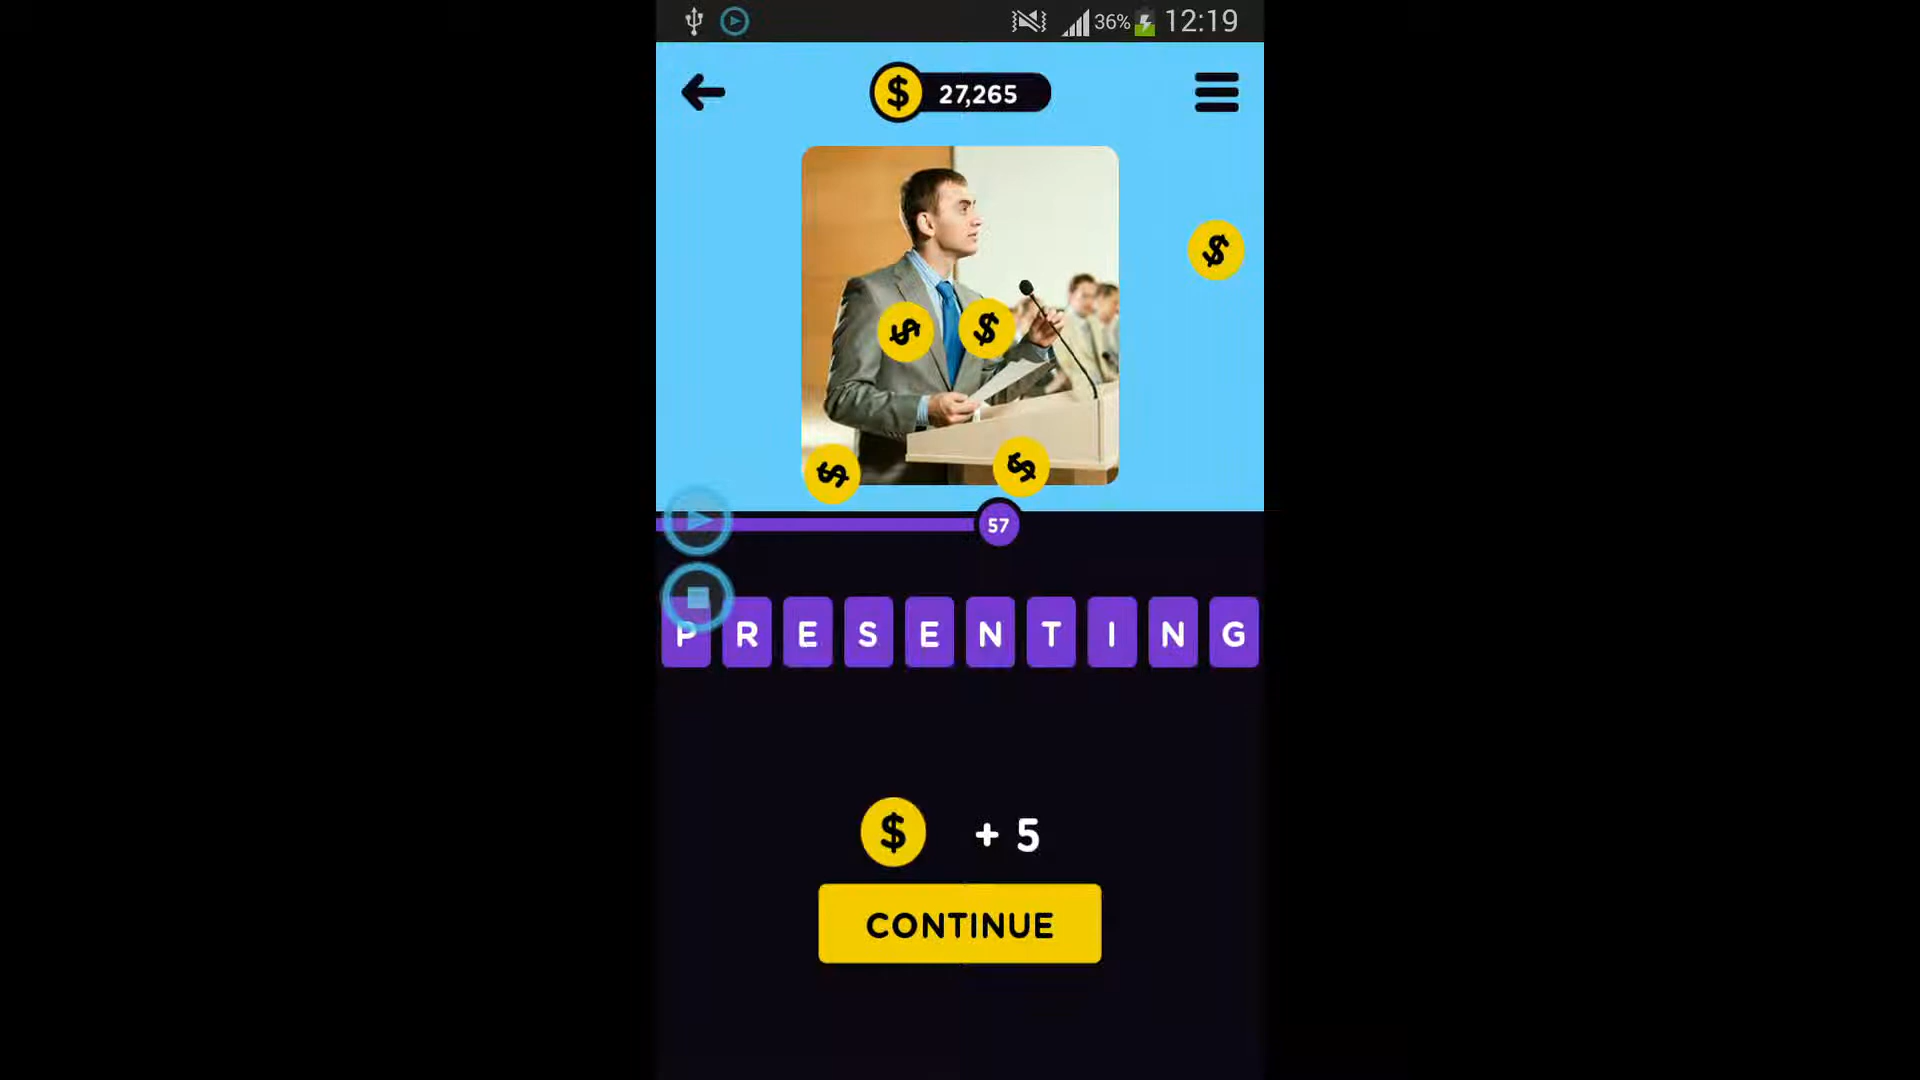 36% 12:19
$ 27,265
$
$ $
$ $
57
PRESENTING
$ + 5
CONTINUE